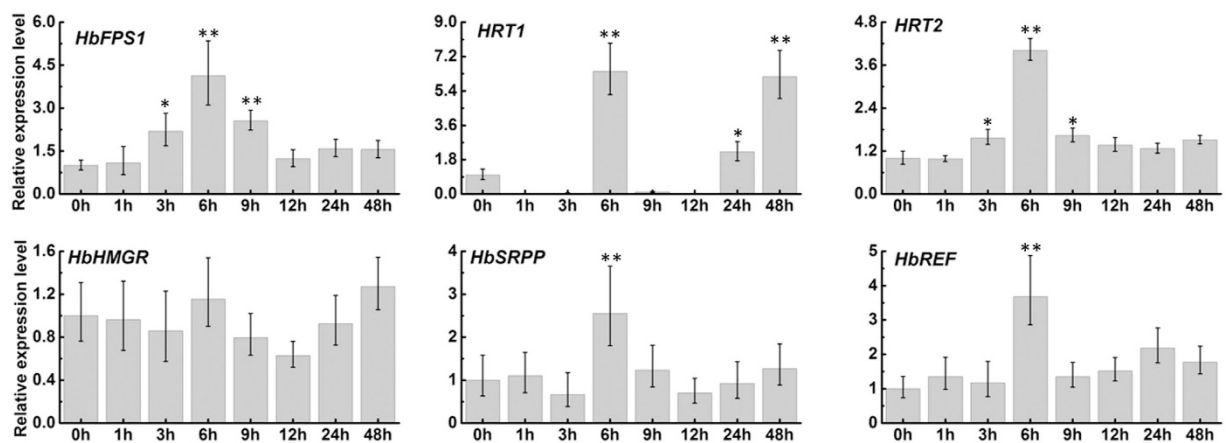 Relative expression level
6.0
4.5
3.0
1.5
0.0
HbFPS1
* ** **
0h 1h 3h 6h 9h 12h 24h 48h
9.0
7.2
5.4
3.6
1.8
0.0
HRT1
** * **
0h 1h 3h 6h 9h 12h 24h 48h
4.8
3.6
2.4
1.2
0.0
HRT2
* ** *
0h 1h 3h 6h 9h 12h 24h 48h
Relative expression level
1.6
1.2
0.8
0.4
0.0
HbHMGR
0h 1h 3h 6h 9h 12h 24h 48h
4
3
2
1
0
HbSRPP
**
0h 1h 3h 6h 9h 12h 24h 48h
5
4
3
2
1
0
HbREF
**
0h 1h 3h 6h 9h 12h 24h 48h